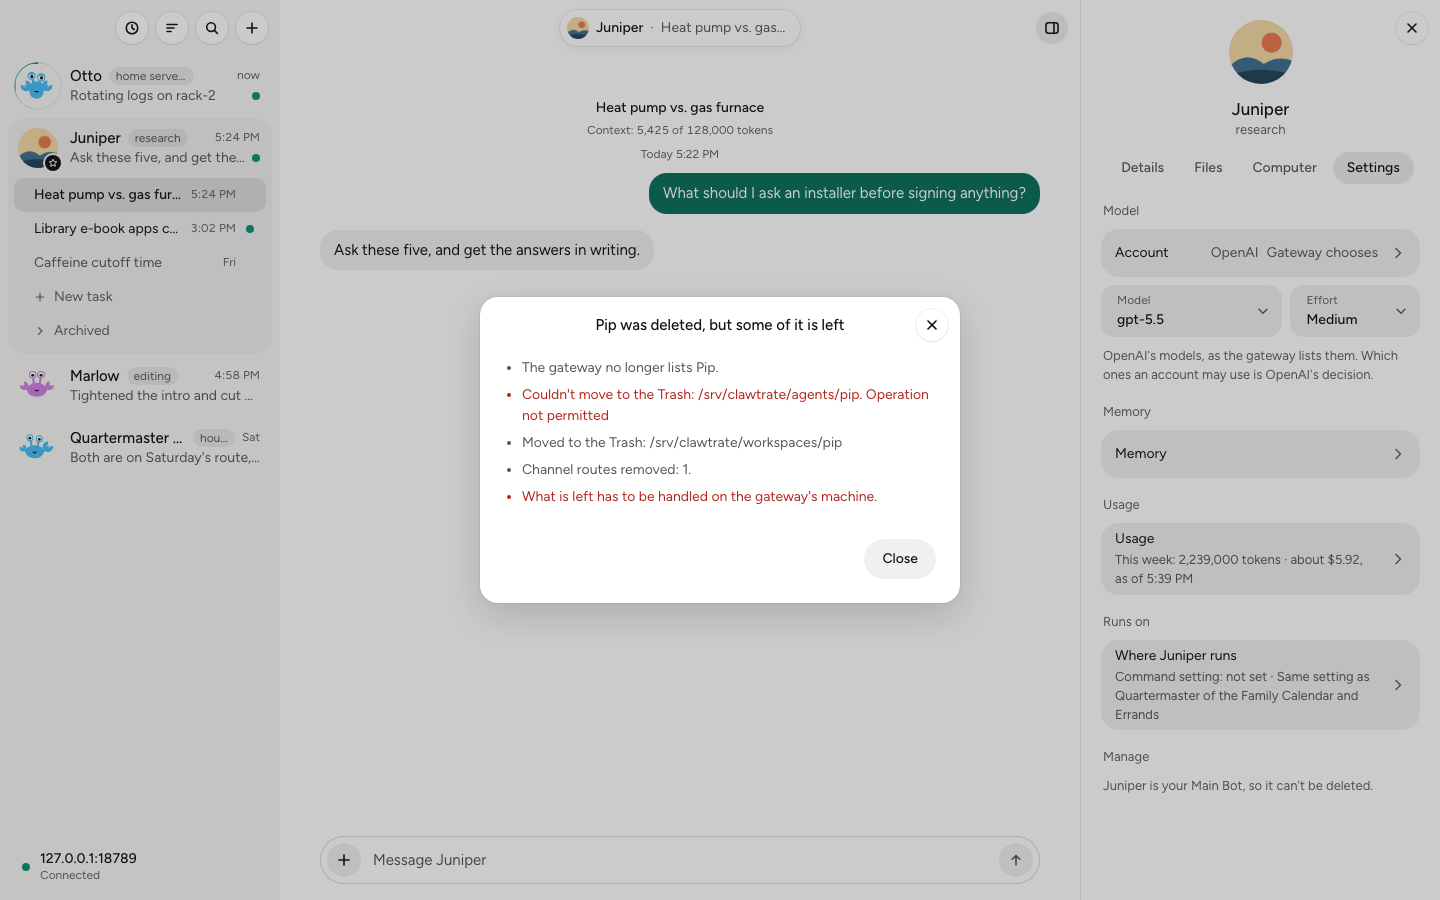 Otto
home serve...
now
Rotating logs on rack-2
Juniper
research
5:24 PM
Ask these five, and get the...
Heat pump vs. gas fur...
5:24 PM
Library e-book apps c...
3:02 PM
Caffeine cutoff time
Fri
New task
Archived
Marlow
editing
4:58 PM
Tightened the intro and cut ...
Quartermaster ...
hou...
Sat
Both are on Saturday's route,...
127.0.0.1:18789
Connected
Juniper · Heat pump vs. gas...
Heat pump vs. gas furnace
Context: 5,425 of 128,000 tokens
Today 5:22 PM
What should I ask an installer before signing anything?
Ask these five, and get the answers in writing.
Pip was deleted, but some of it is left
The gateway no longer lists Pip.
Couldn't move to the Trash: /srv/clawtrate/agents/pip. Operation
not permitted
Moved to the Trash: /srv/clawtrate/workspaces/pip
Channel routes removed: 1.
What is left has to be handled on the gateway's machine.
Close
Message Juniper
Juniper
research
Details
Files
Computer
Settings
Model
Account
OpenAI Gateway chooses
Model
gpt-5.5
Effort
Medium
OpenAI's models, as the gateway lists them. Which
ones an account may use is OpenAI's decision.
Memory
Memory
Usage
Usage
This week: 2,239,000 tokens · about $5.92,
as of 5:39 PM
Runs on
Where Juniper runs
Command setting: not set · Same setting as
Quartermaster of the Family Calendar and
Errands
Manage
Juniper is your Main Bot, so it can't be deleted.